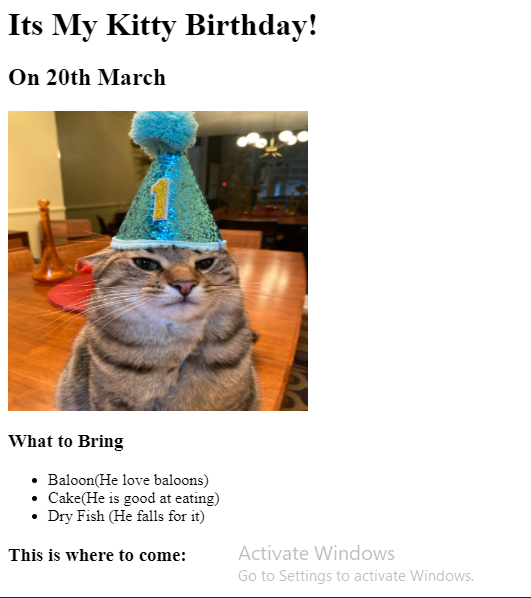 Its My Kitty Birthday!
On 20th March
1
What to Bring
Baloon(He love baloons)
Cake(He is good at eating)
Dry Fish (He falls for it)
This is where to come:
Activate Windows
Go to Settings to activate Windows.